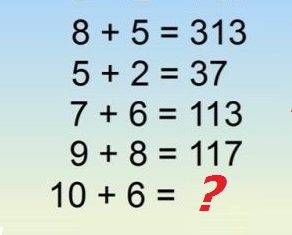 8 + 5 = 313
5 + 2 = 37
7 + 6 = 113
9 + 8 = 117
10 + 6 = ?